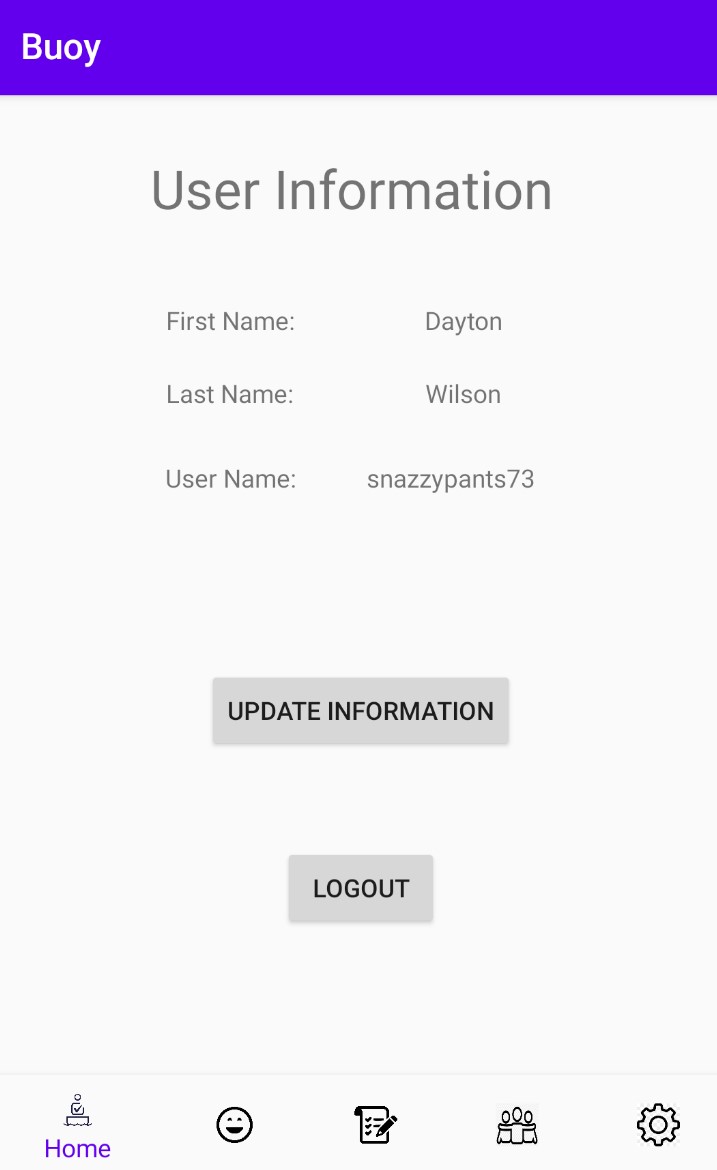 Buoy
User Information
First Name: Dayton
Last Name: Wilson
User Name: snazzypants73
UPDATE INFORMATION
LOGOUT
Home